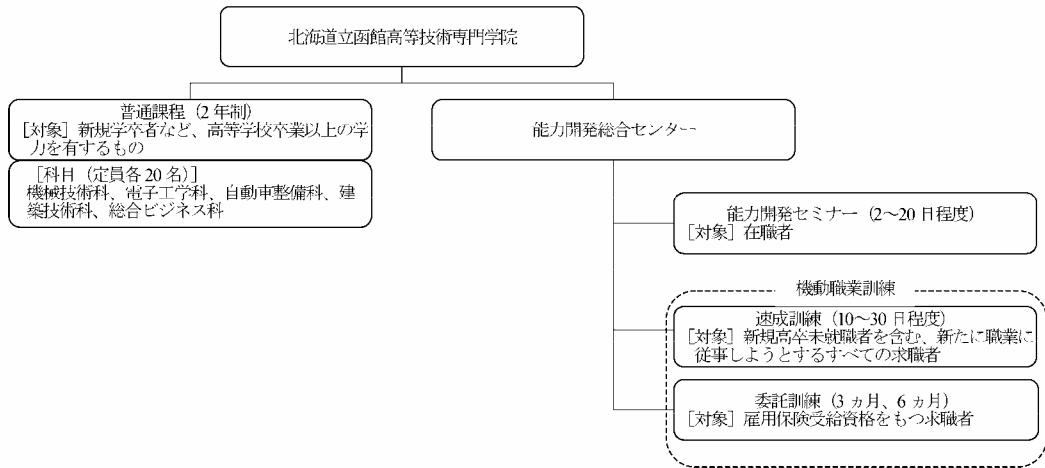 北海道立函館高等技術専門学院
普通課程（2年制）
［対象］新規学卒者など、高等学校卒業以上の学
力を有するもの
［科目（定員各20名）］
機械技術科、電子工学科、自動車整備科、建
築技術科、総合ビジネス科
能力開発総合センター
能力開発セミナー（2～20日程度）
［対象］在職者
機動職業訓練
速成訓練（10～30日程度）
［対象］新規高卒未就職者を含む、新たに職業に
従事しようとするすべての求職者
委託訓練（3ヵ月、6ヵ月）
［対象］雇用保険受給資格をもつ求職者